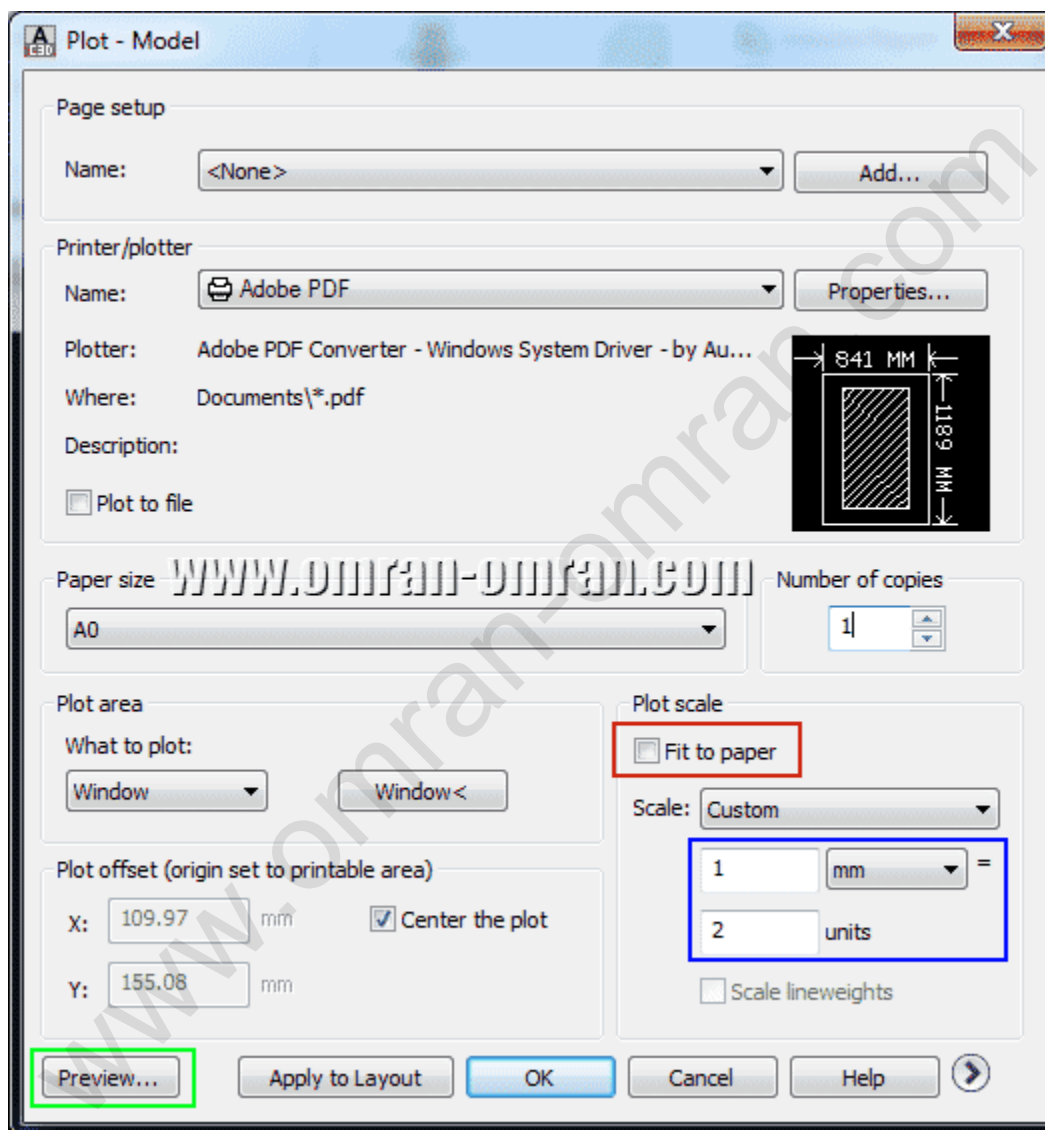 Plot - Model
Page setup
Name: <None> Add...
Printer/plotter
Name: Adobe PDF Properties...
Plotter: Adobe PDF Converter - Windows System Driver - by Au...
Where: Documents\*.pdf
Description:
Plot to file
841 MM
1189 MM
Paper size www.omran-omran.com
A0
Number of copies
1
Plot area
What to plot:
Window Window<
Plot scale
Fit to paper
Scale: Custom
1 mm =
2 units
Scale lineweights
Plot offset (origin set to printable area)
X: 109.97 mm Center the plot
Y: 155.08 mm
Preview... Apply to Layout OK Cancel Help
www.omran-omran.com